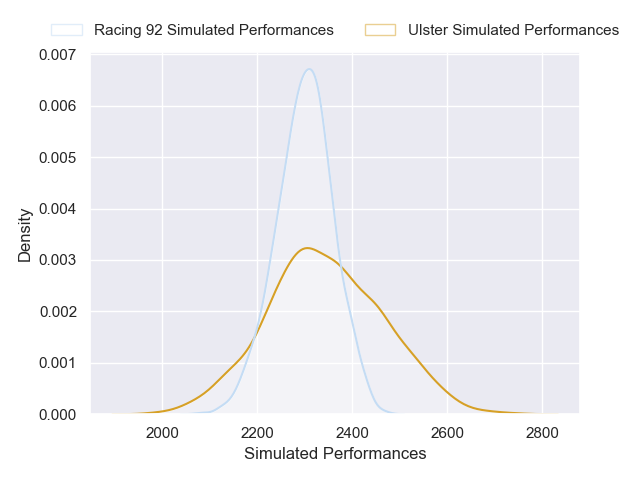 Racing 92 Simulated Performances Ulster Simulated Performances
0.007
0.006
0.005
0.004
0.003
0.002
0.001
0.000
Density
2000 2200 2400 2600 2800
Simulated Performances